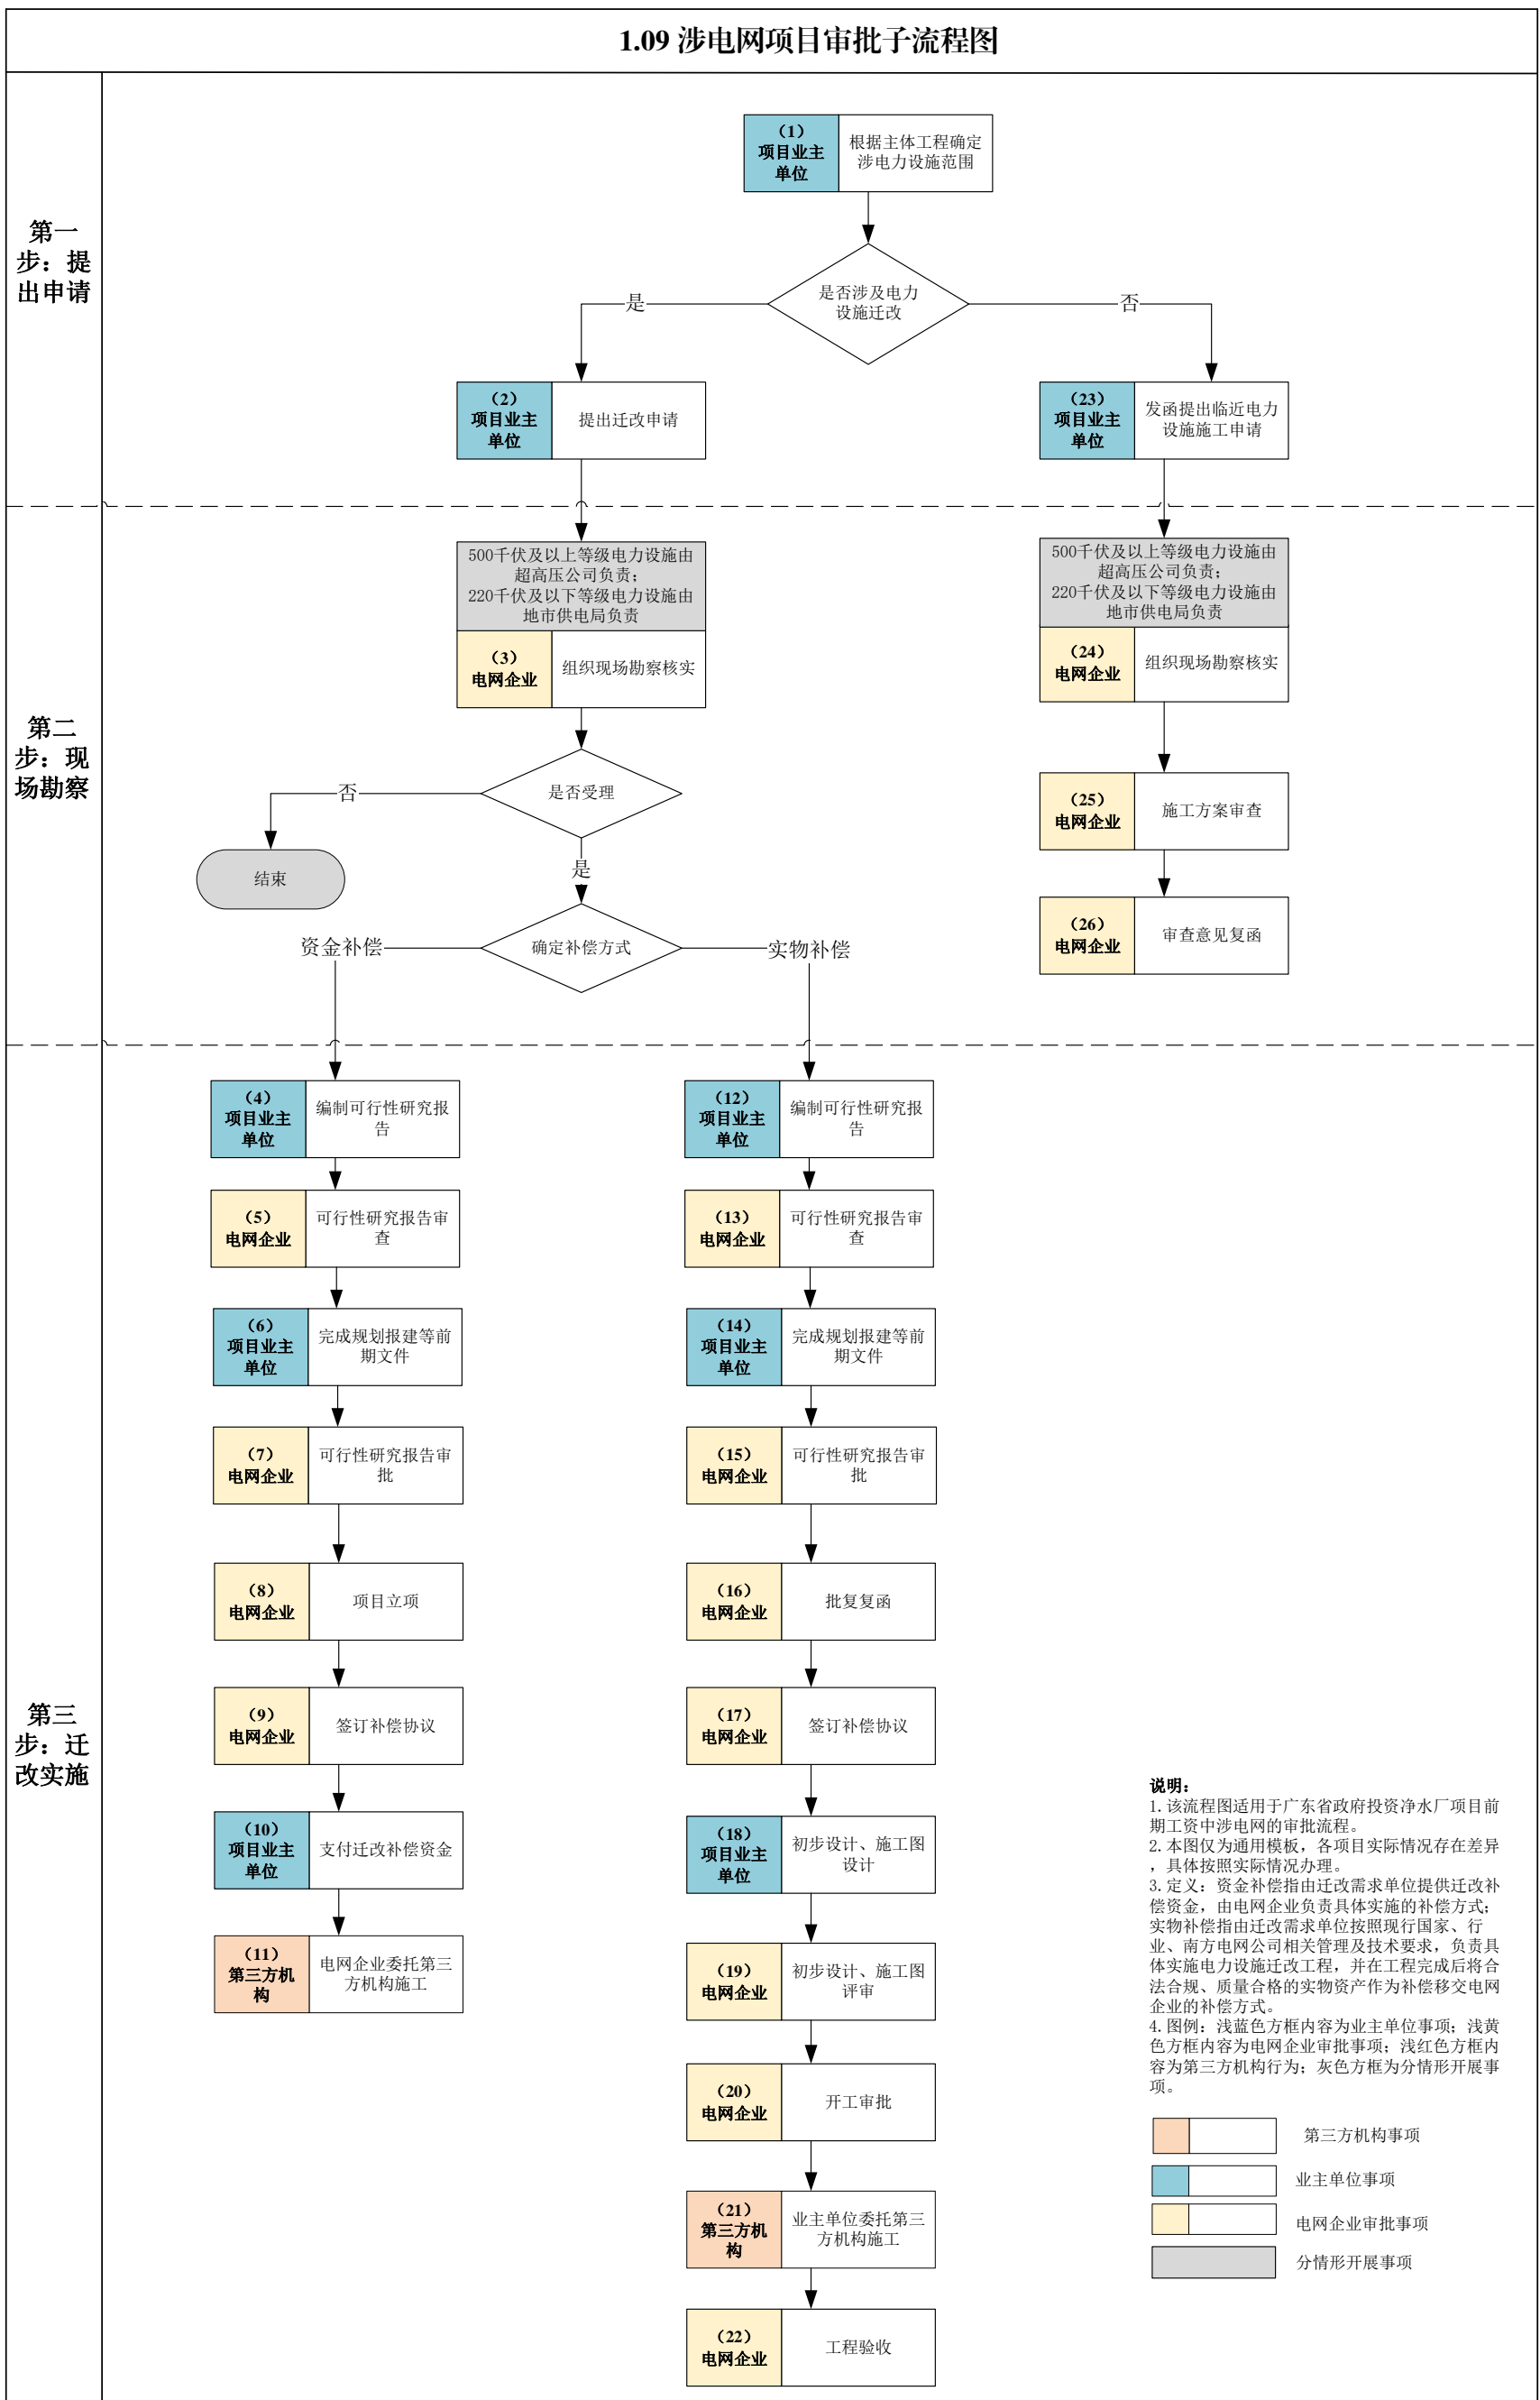 1.09 涉电网项目审批子流程图
第一
步：提
出申请
（1）
项目业主
单位
根据主体工程确定
涉电力设施范围
是否涉及电力
设施迁改
是
否
（2）
项目业主
单位
提出迁改申请
（23）
项目业主
单位
发函提出临近电力
设施施工申请
第二
步：现
场勘察
500千伏及以上等级电力设施由
超高压公司负责；
220千伏及以下等级电力设施由
地市供电局负责
（3）
电网企业
组织现场勘察核实
500千伏及以上等级电力设施由
超高压公司负责；
220千伏及以下等级电力设施由
地市供电局负责
（24）
电网企业
组织现场勘察核实
是否受理
否
结束
是
（25）
电网企业
施工方案审查
确定补偿方式
资金补偿
实物补偿
（26）
电网企业
审查意见复函
第三
步：迁
改实施
（4）
项目业主
单位
编制可行性研究报
告
（5）
电网企业
可行性研究报告审
查
（6）
项目业主
单位
完成规划报建等前
期文件
（7）
电网企业
可行性研究报告审
批
（8）
电网企业
项目立项
（9）
电网企业
签订补偿协议
（10）
项目业主
单位
支付迁改补偿资金
（11）
第三方机
构
电网企业委托第三
方机构施工
（12）
项目业主
单位
编制可行性研究报
告
（13）
电网企业
可行性研究报告审
查
（14）
项目业主
单位
完成规划报建等前
期文件
（15）
电网企业
可行性研究报告审
批
（16）
电网企业
批复复函
（17）
电网企业
签订补偿协议
（18）
项目业主
单位
初步设计、施工图
设计
（19）
电网企业
初步设计、施工图
评审
（20）
电网企业
开工审批
（21）
第三方机
构
业主单位委托第三
方机构施工
（22）
电网企业
工程验收
说明：
1.该流程图适用于广东省政府投资净水厂项目前
期工资中涉电网的审批流程。
2.本图仅为通用模板，各项目实际情况存在差异
，具体按照实际情况办理。
3.定义：资金补偿指由迁改需求单位提供迁改补
偿资金，由电网企业负责具体实施的补偿方式；
实物补偿指由迁改需求单位按照现行国家、行
业、南方电网公司相关管理及技术要求，负责具
体实施电力设施迁改工程，并在工程完成后将合
法合规、质量合格的实物资产作为补偿移交电网
企业的补偿方式。
4.图例：浅蓝色方框内容为业主单位事项；浅黄
色方框内容为电网企业审批事项；浅红色方框内
容为第三方机构行为；灰色方框为分情形开展事
项。
第三方机构事项
业主单位事项
电网企业审批事项
分情形开展事项